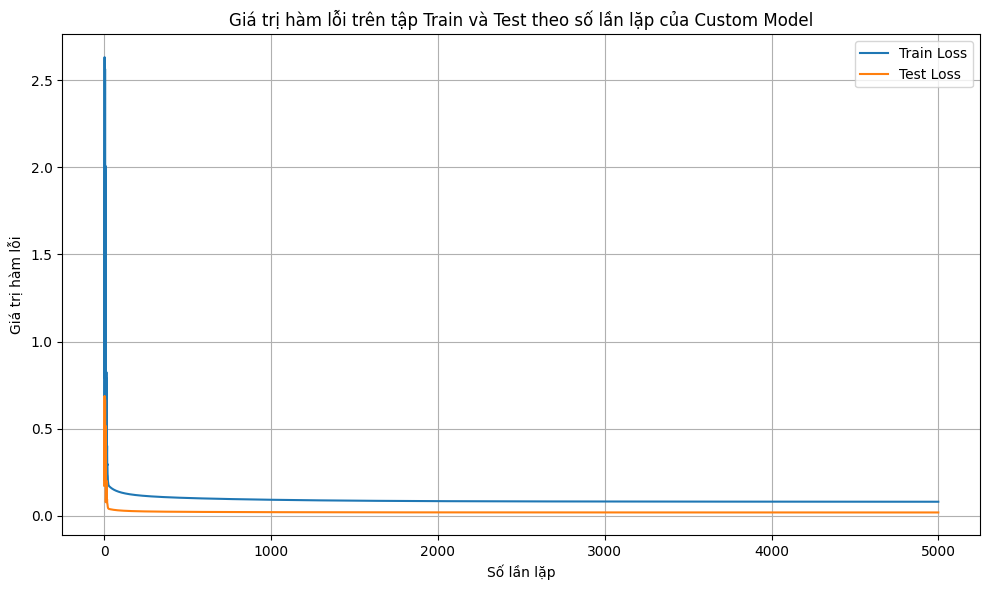 Giá trị hàm lỗi trên tập Train và Test theo số lần lặp của Custom Model
Train Loss
Test Loss
Giá trị hàm lỗi
2.5
2.0
1.5
1.0
0.5
0.0
0
1000
2000
3000
4000
5000
Số lần lặp